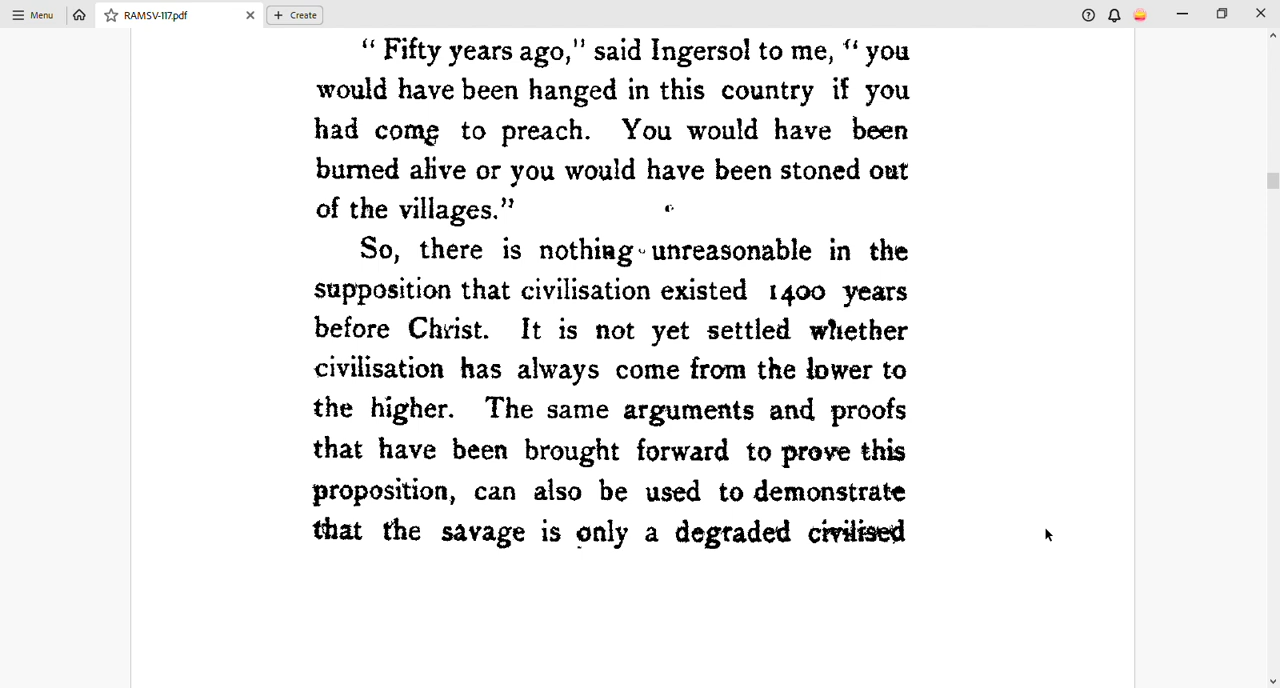 Menu RAMSV-117.pdf + Create
“ Fifty years ago,” said Ingersol to me, “ you
would have been hanged in this country if you
had come to preach. You would have been
burned alive or you would have been stoned out
of the villages.”
So, there is nothing unreasonable in the
supposition that civilisation existed 1400 years
before Christ. It is not yet settled whether
civilisation has always come from the lower to
the higher. The same arguments and proofs
that have been brought forward to prove this
proposition, can also be used to demonstrate
that the savage is only a degraded civilised